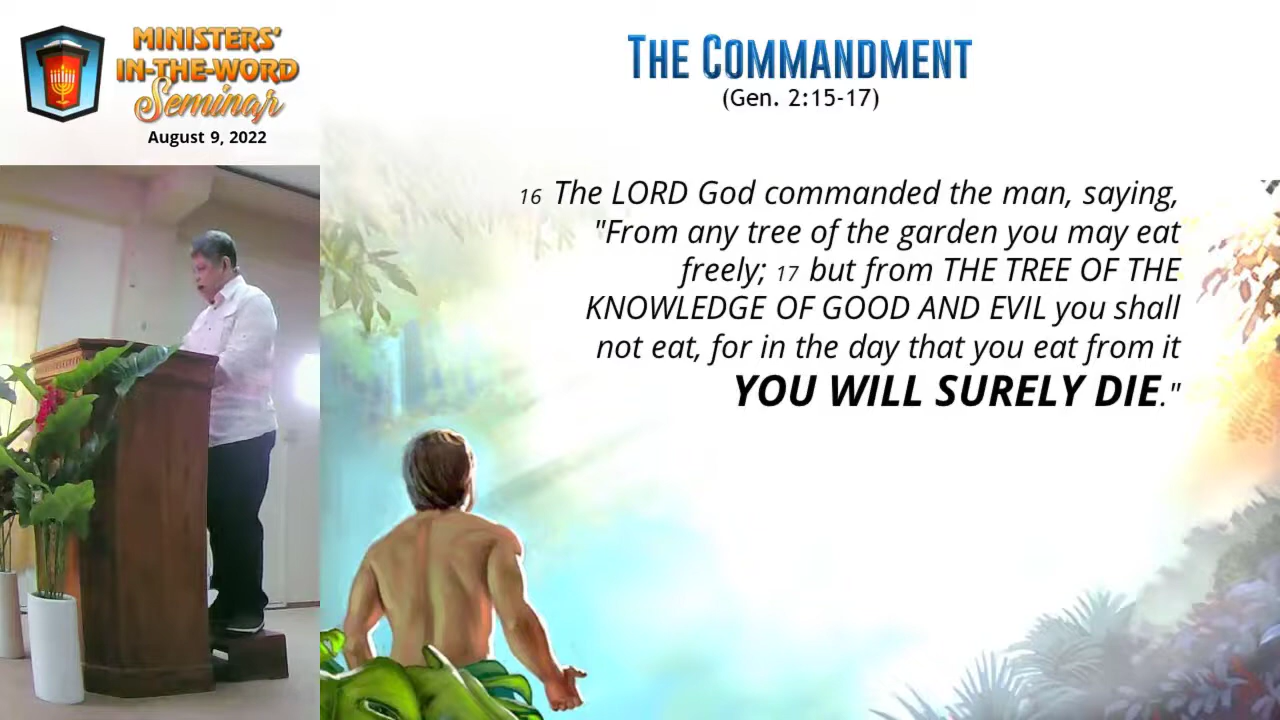 MINISTERS'
IN-THE-WORD
Seminar
August 9, 2022
THE COMMANDMENT
(Gen. 2:15-17)
16 The LORD God commanded the man, saying,
"From any tree of the garden you may eat
freely; 17 but from THE TREE OF THE
KNOWLEDGE OF GOOD AND EVIL you shall
not eat, for in the day that you eat from it
YOU WILL SURELY DIE."